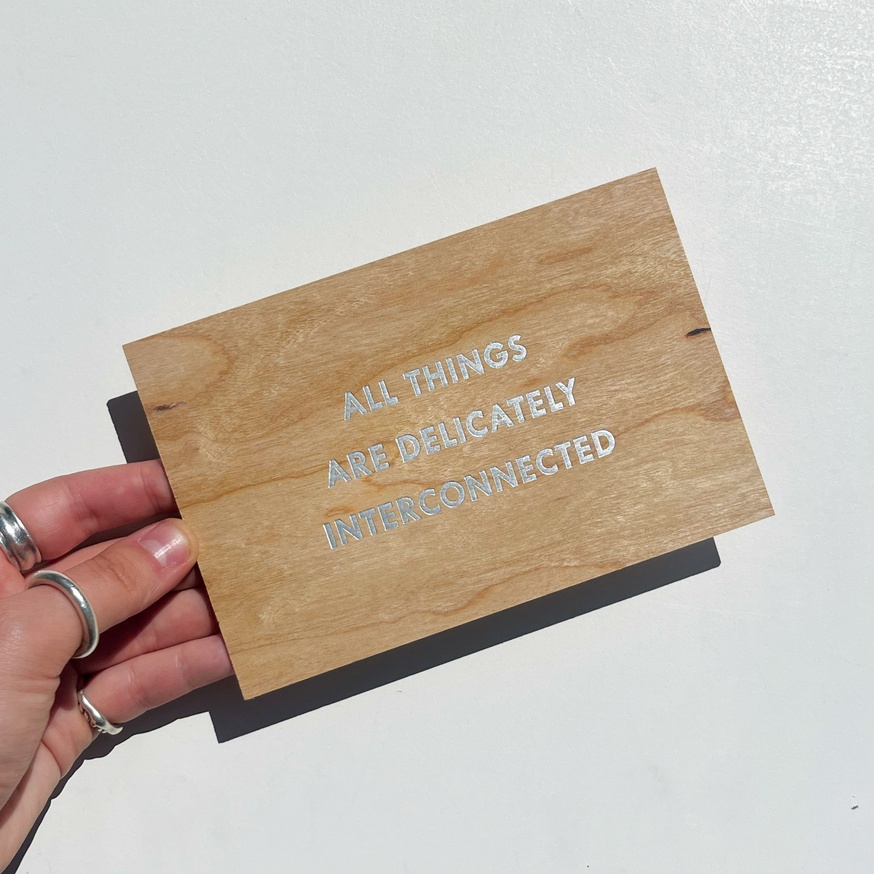 ALL THINGS
ARE DELICATELY
INTERCONNECTED